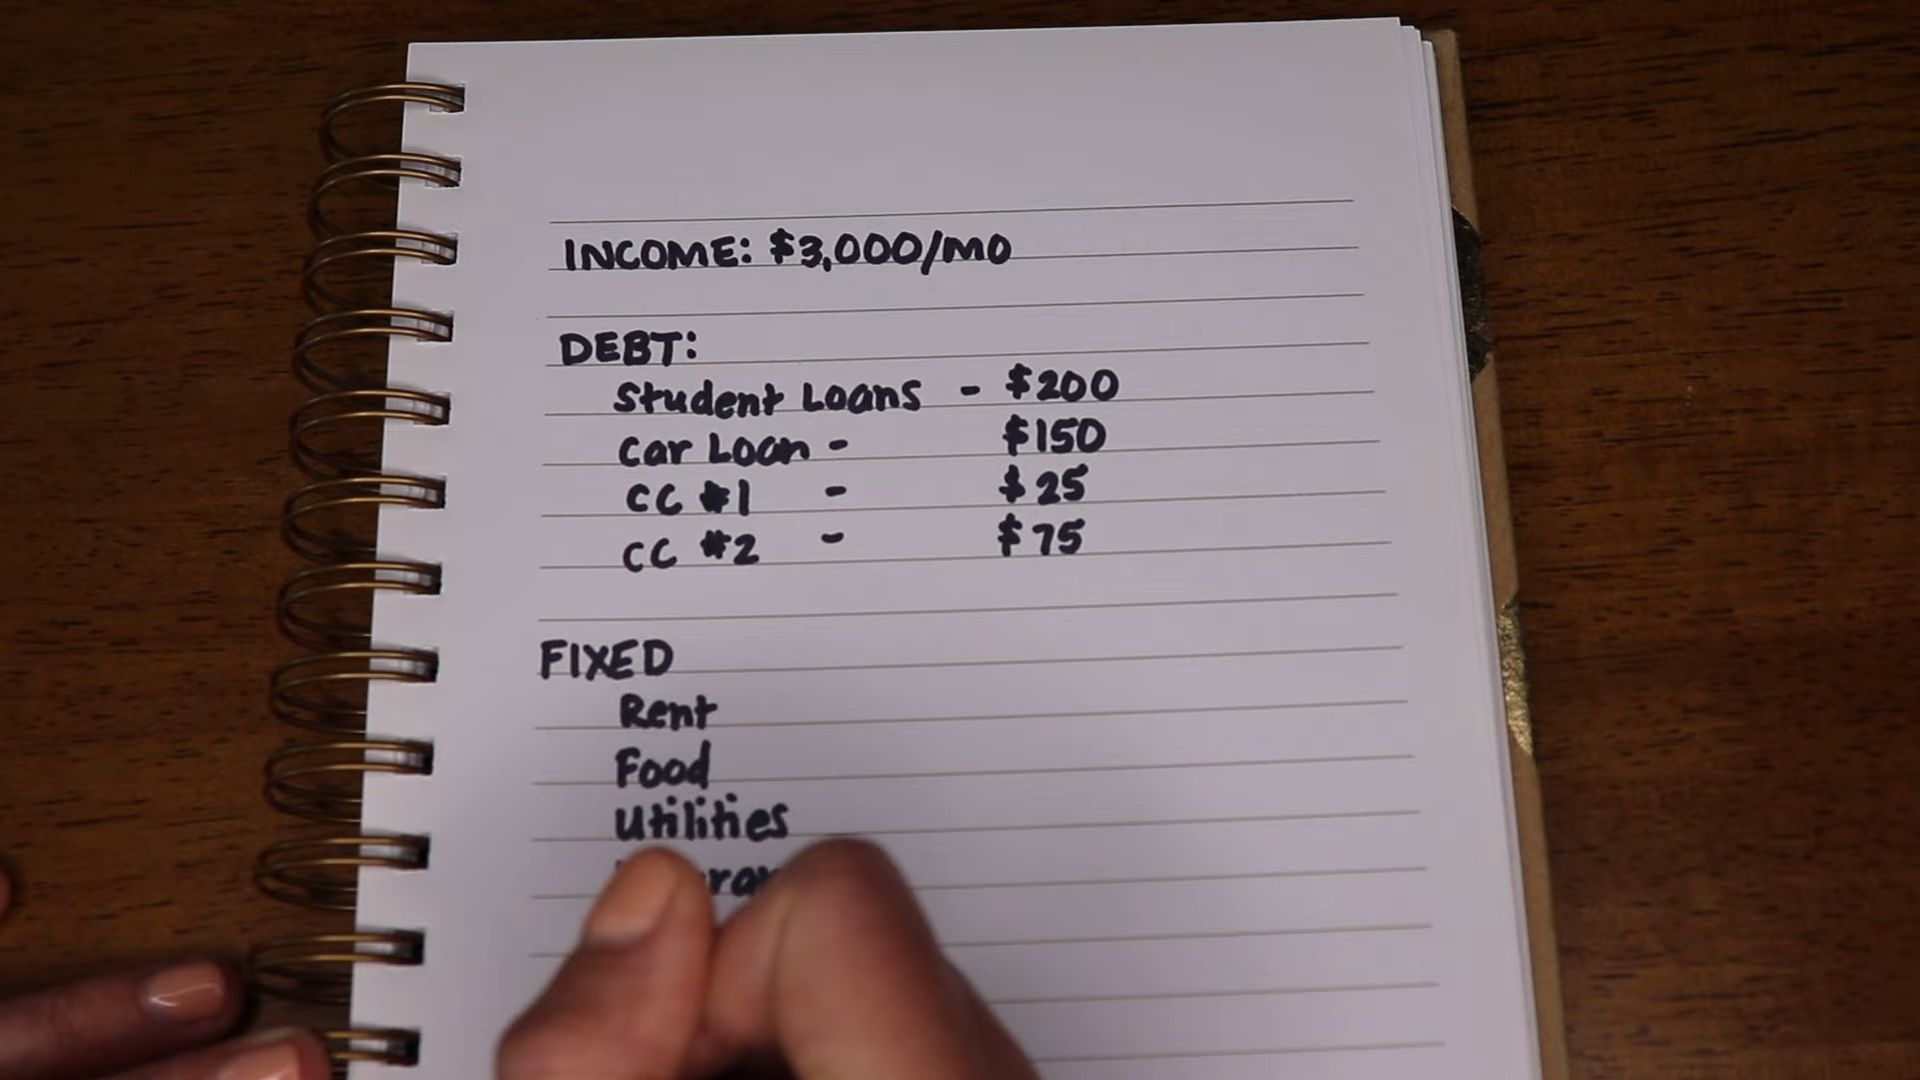 INCOME: $3,000/MO
DEBT:
Student Loans - $200
Car Loan - $150
CC #1 - $25
CC #2 - $75
FIXED
Rent
Food
Utilities